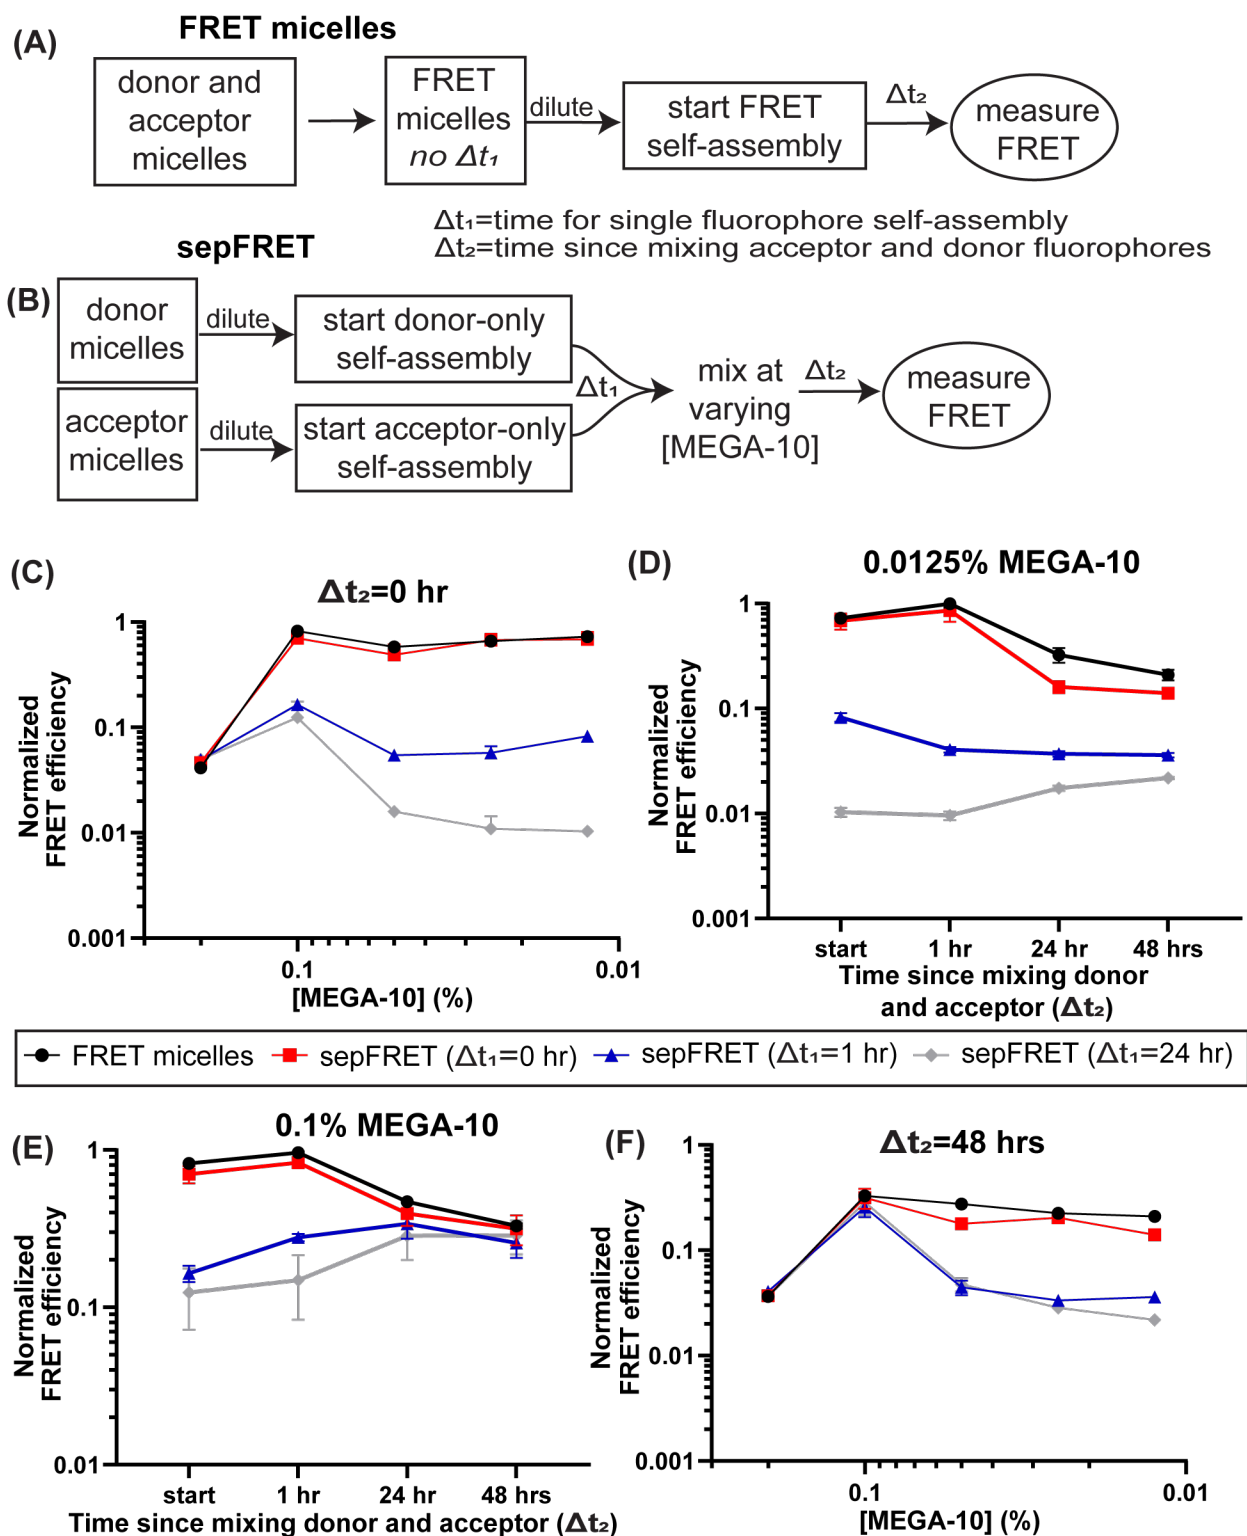 (A)
FRET micelles
donor and
acceptor
micelles
FRET
micelles
no Δt₁
dilute
start FRET
self-assembly
Δt₂
measure
FRET
Δt₁=time for single fluorophore self-assembly
Δt₂=time since mixing acceptor and donor fluorophores
sepFRET
(B)
donor
micelles
dilute
start donor-only
self-assembly
acceptor
micelles
dilute
start acceptor-only
self-assembly
Δt₁
mix at
varying
[MEGA-10]
Δt₂
measure
FRET
(C)
Δt₂=0 hr
Normalized
FRET efficiency
1
0.1
0.01
0.001
0.1
0.01
[MEGA-10] (%)
(D)
0.0125% MEGA-10
Normalized
FRET efficiency
1
0.1
0.01
0.001
start
1 hr
24 hr
48 hrs
Time since mixing donor
and acceptor (Δt₂)
FRET micelles
sepFRET (Δt₁=0 hr)
sepFRET (Δt₁=1 hr)
sepFRET (Δt₁=24 hr)
(E)
0.1% MEGA-10
Normalized
FRET efficiency
1
0.1
0.01
start
1 hr
24 hr
48 hrs
Time since mixing donor and acceptor (Δt₂)
(F)
Δt₂=48 hrs
Normalized
FRET efficiency
1
0.1
0.01
0.001
0.1
0.01
[MEGA-10] (%)